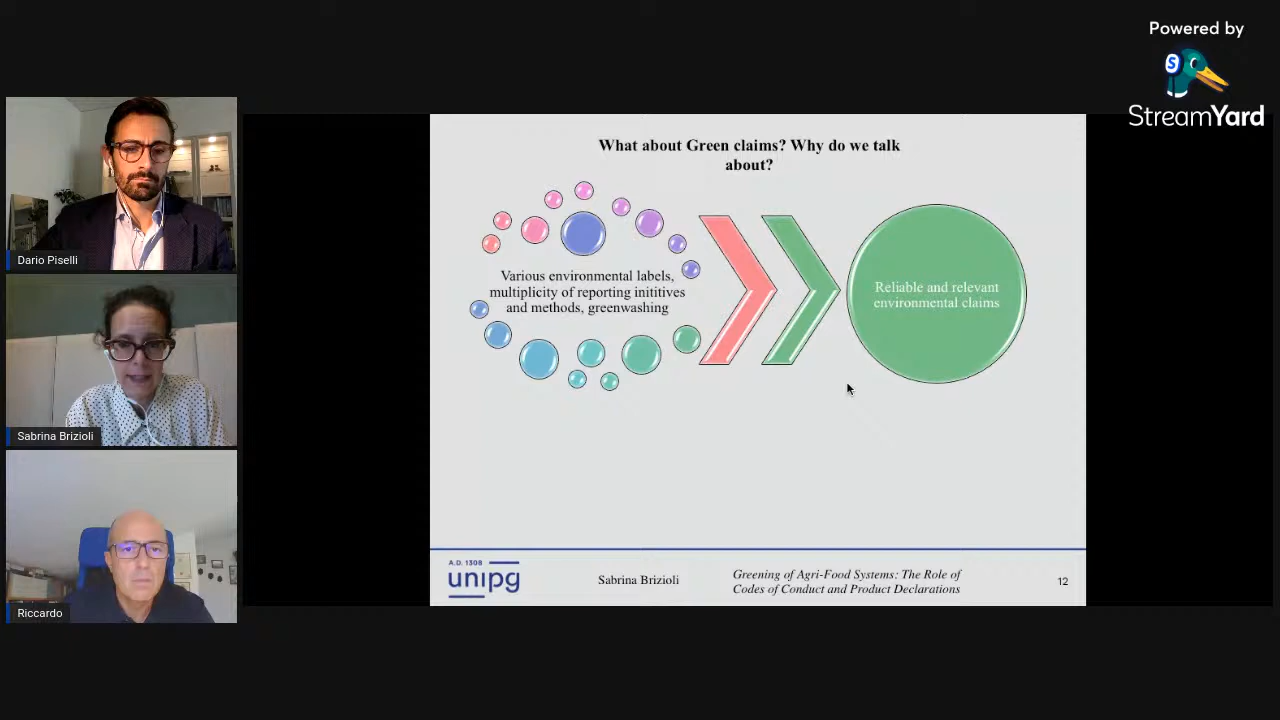 Powered by
S
StreamYard
Dario Piselli
Sabrina Brizioli
Riccardo
What about Green claims? Why do we talk
about?
Various environmental labels,
multiplicity of reporting inititives
and methods, greenwashing
Reliable and relevant
environmental claims
A.D. 1308
unipg
Sabrina Brizioli
Greening of Agri-Food Systems: The Role of
Codes of Conduct and Product Declarations
12